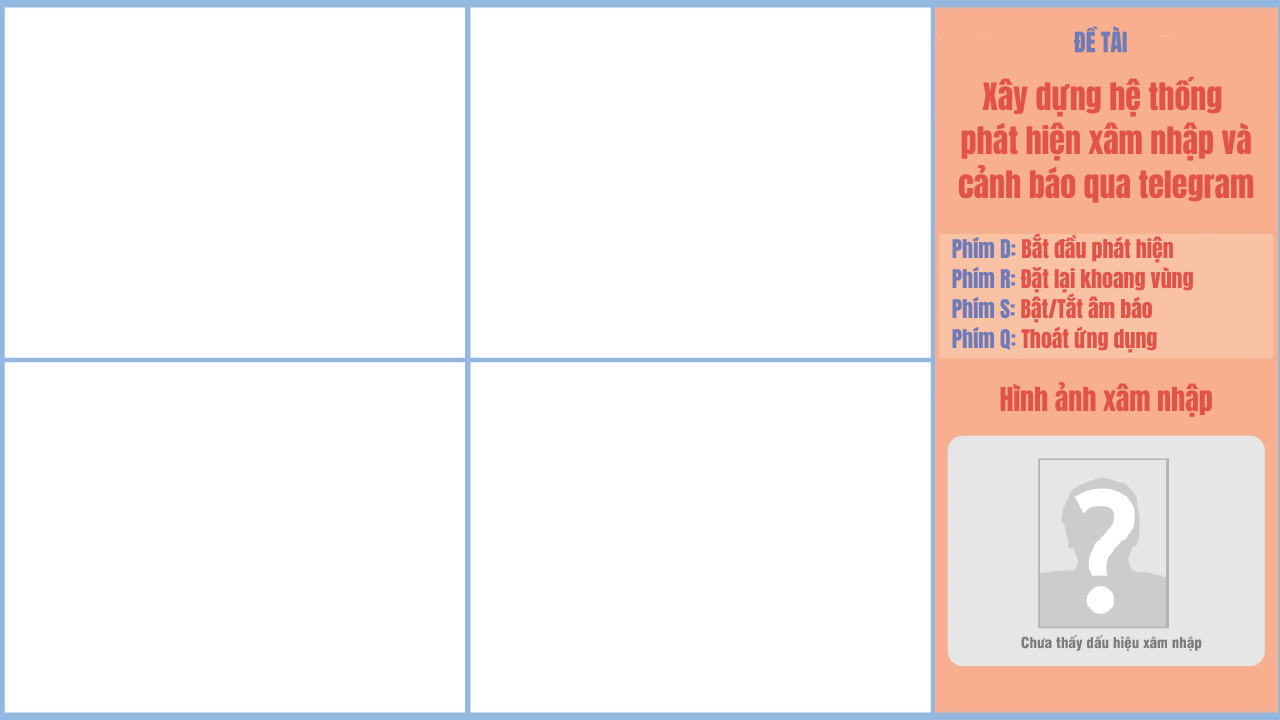 ĐỀ TÀI
Xây dựng hệ thống
phát hiện xâm nhập và
cảnh báo qua telegram
Phím D: Bắt đầu phát hiện
Phím R: Đặt lại khoang vùng
Phím S: Bật/Tắt âm báo
Phím Q: Thoát ứng dụng
Hình ảnh xâm nhập
?
Chưa thấy dấu hiệu xâm nhập